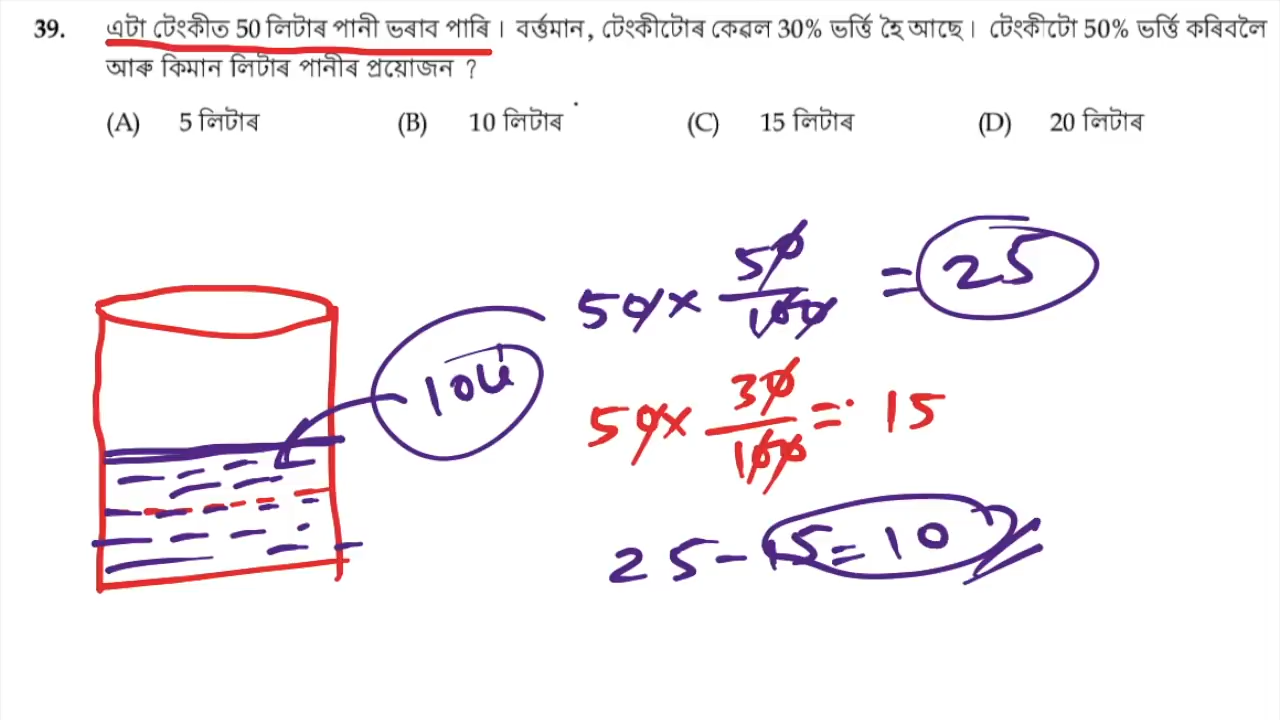 39. এটা টেংকীত 50 লিটাৰ পানী ভৰাব পাৰি। বৰ্ত্তমান, টেংকীটোৰ কেৱল 30% ভৰ্ত্তি হৈ আছে। টেংকীটো 50% ভৰ্ত্তি কৰিবলৈ
আৰু কিমান লিটাৰ পানীৰ প্ৰয়োজন ?
(A) 5 লিটাৰ (B) 10 লিটাৰ (C) 15 লিটাৰ (D) 20 লিটাৰ
50 × 50/100 = 25
50 × 30/100 = 15
25 - 15 = 10